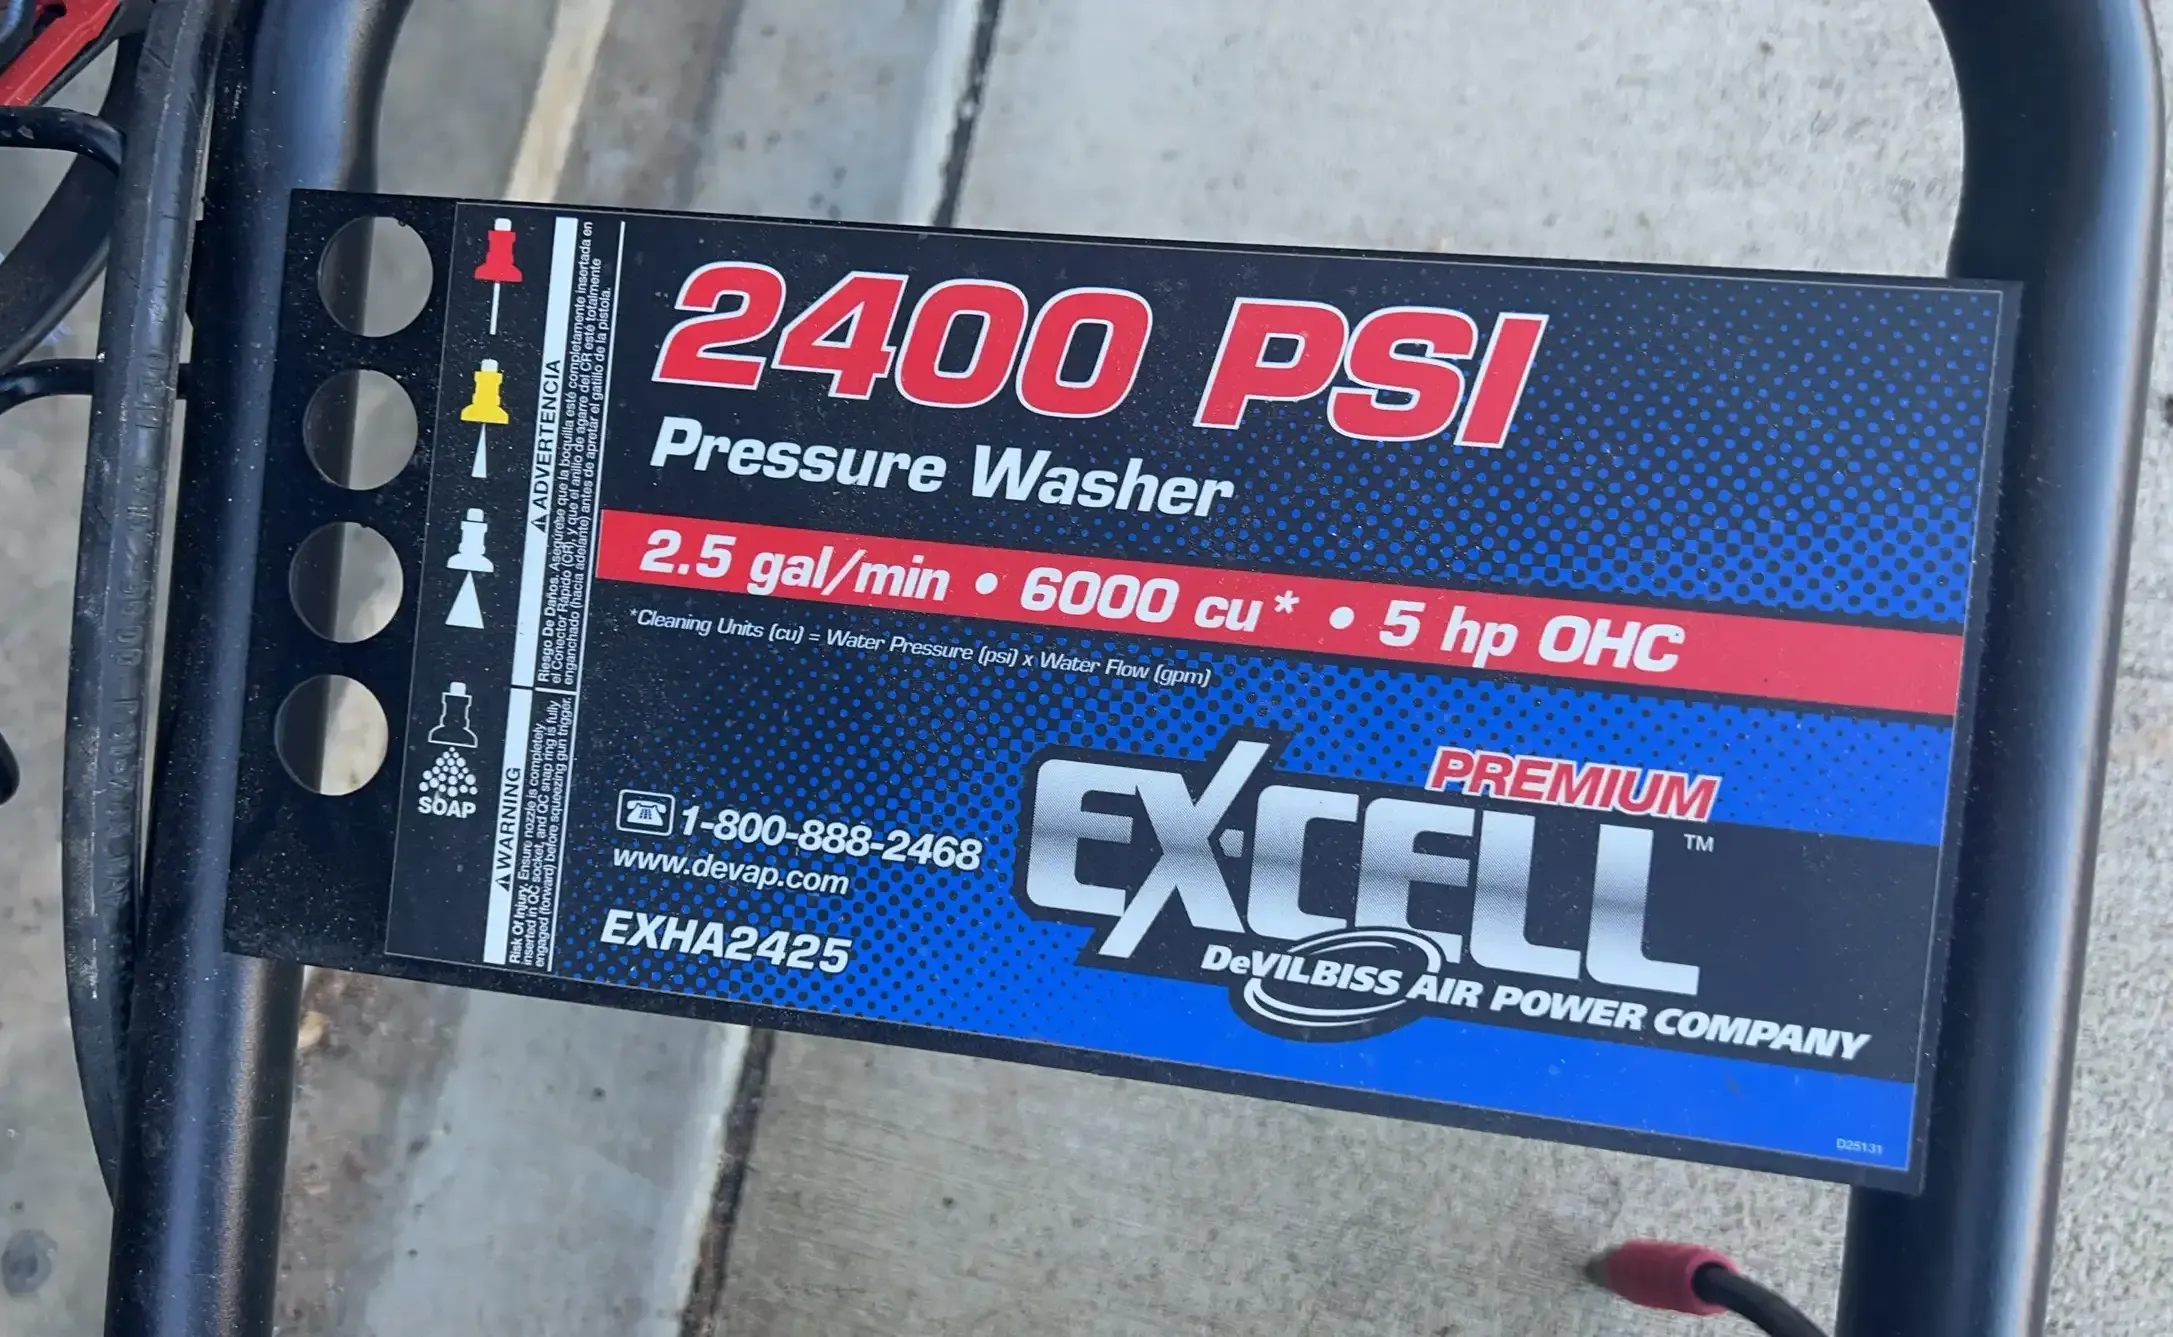 2400 PSI
Pressure Washer
2.5 gal/min • 6000 cu* • 5 hp OHC
*Cleaning Units (cu) = Water Pressure (psi) x Water Flow (gpm)
PREMIUM
EX-CELL™
DeVILBISS AIR POWER COMPANY
1-800-888-2468
www.devap.com
EXHA2425
D25131
SOAP
ADVERTENCIA
Riesgo De Daños. Asegúrese que la boquilla esté completamente insertada en
el Conector Rápido (CR), y que el anillo de agarre del CR esté totalmente
enganchado (hacia adelante) antes de apretar el gatillo de la pistola.
WARNING
Risk Of Injury. Ensure nozzle is completely
inserted in QC socket, and QC snap ring is fully
engaged (forward) before squeezing gun trigger.